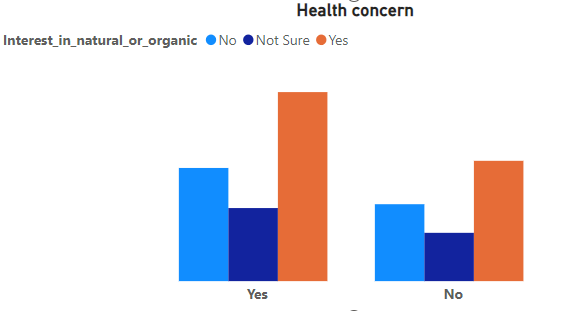 Health concern
Interest_in_natural_or_organic No Not Sure Yes
Yes No